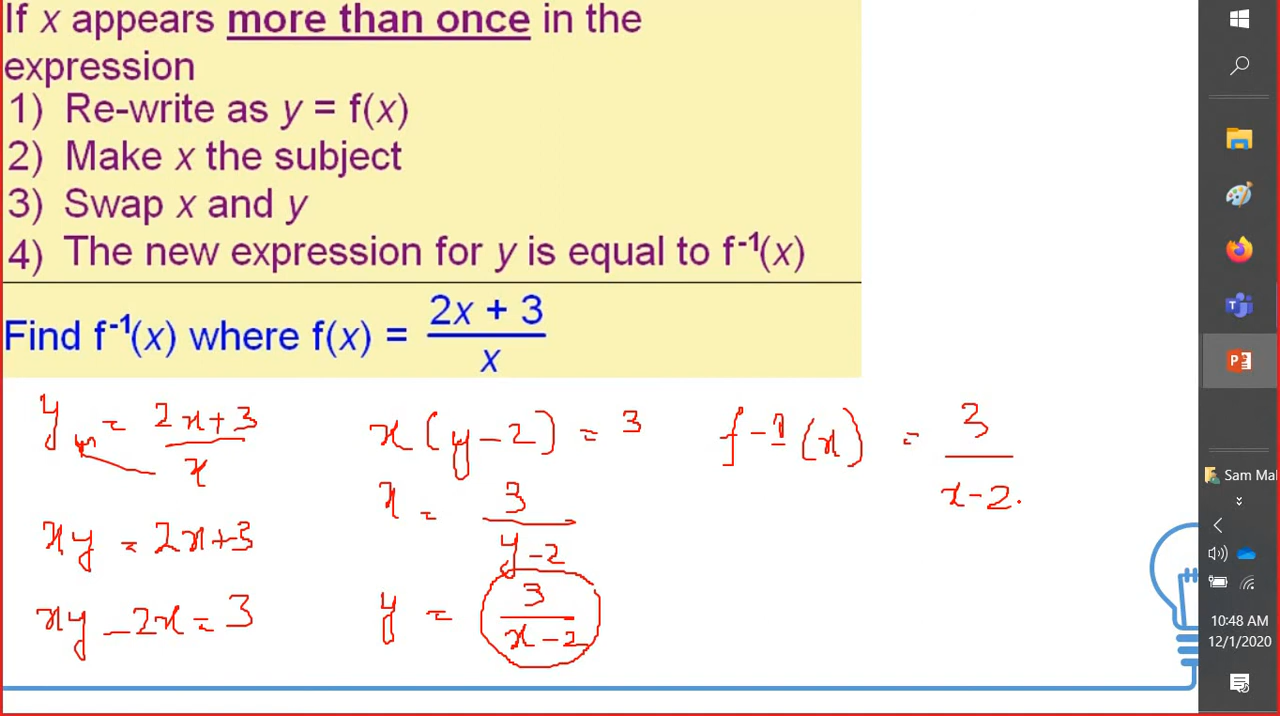 If x appears more than once in the
expression
1) Re-write as y = f(x)
2) Make x the subject
3) Swap x and y
4) The new expression for y is equal to f⁻¹(x)
Find f⁻¹(x) where f(x) = (2x + 3)/x
y = (2x+3)/x
xy = 2x+3
xy - 2x = 3
x(y-2) = 3
x = 3/(y-2)
y = 3/(x-2)
f-1(x) = 3/(x-2).
Sam Mal
10:48 AM
12/1/2020